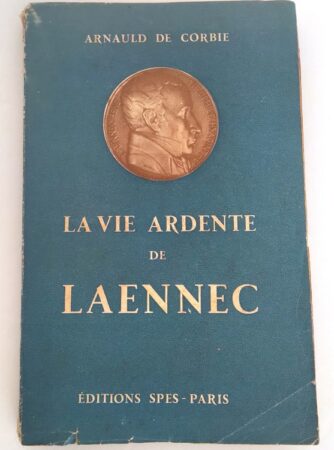 ARNAULD DE CORBIE
LA VIE ARDENTE
DE
LAENNEC
ÉDITIONS SPES - PARIS